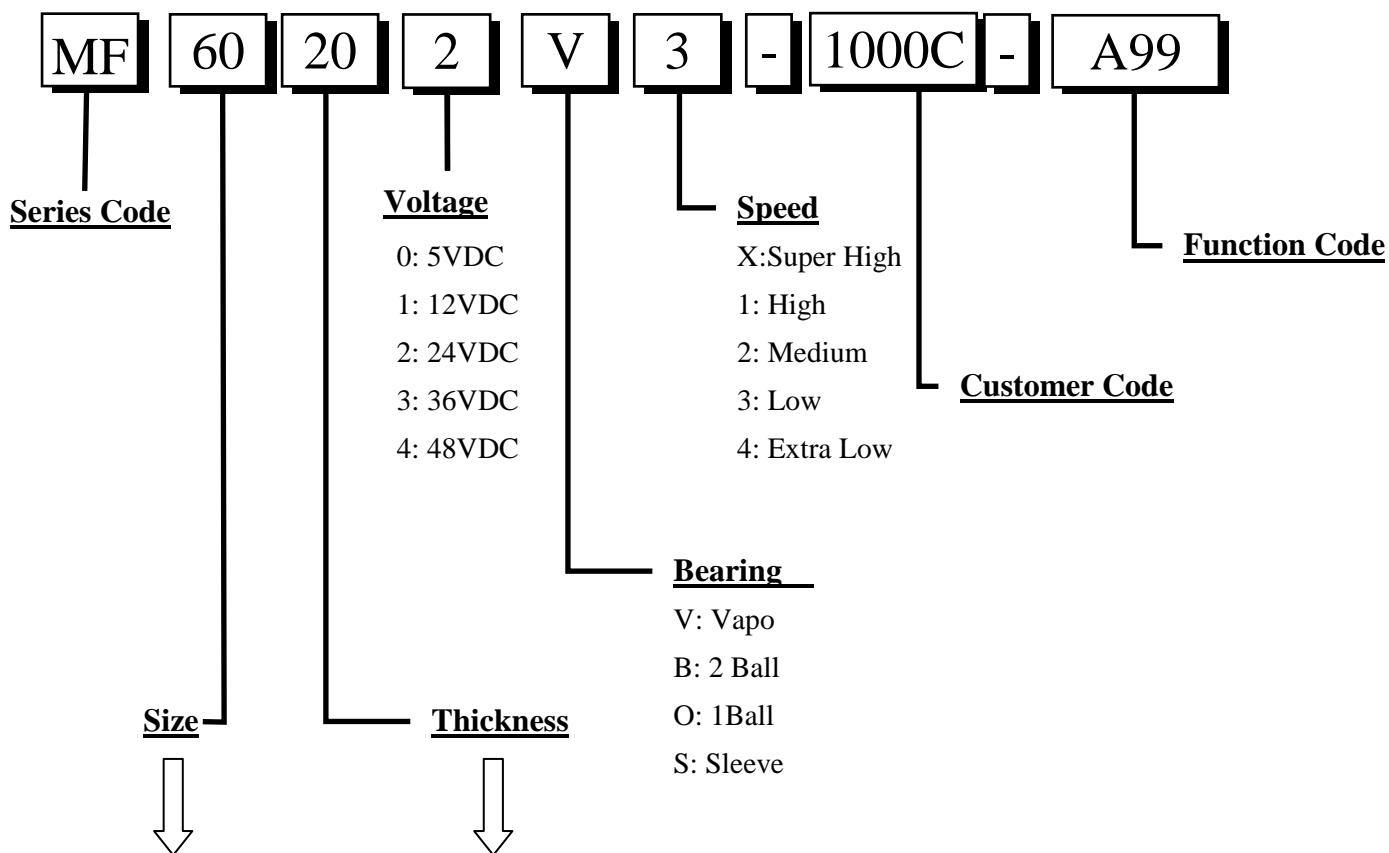 MF 60 20 2 V 3 - 1000C - A99
Series Code
Voltage
0: 5VDC
1: 12VDC
2: 24VDC
3: 36VDC
4: 48VDC
Speed
X:Super High
1: High
2: Medium
3: Low
4: Extra Low
Function Code
Customer Code
Bearing
V: Vapo
B: 2 Ball
O: 1Ball
S: Sleeve
Size
Thickness